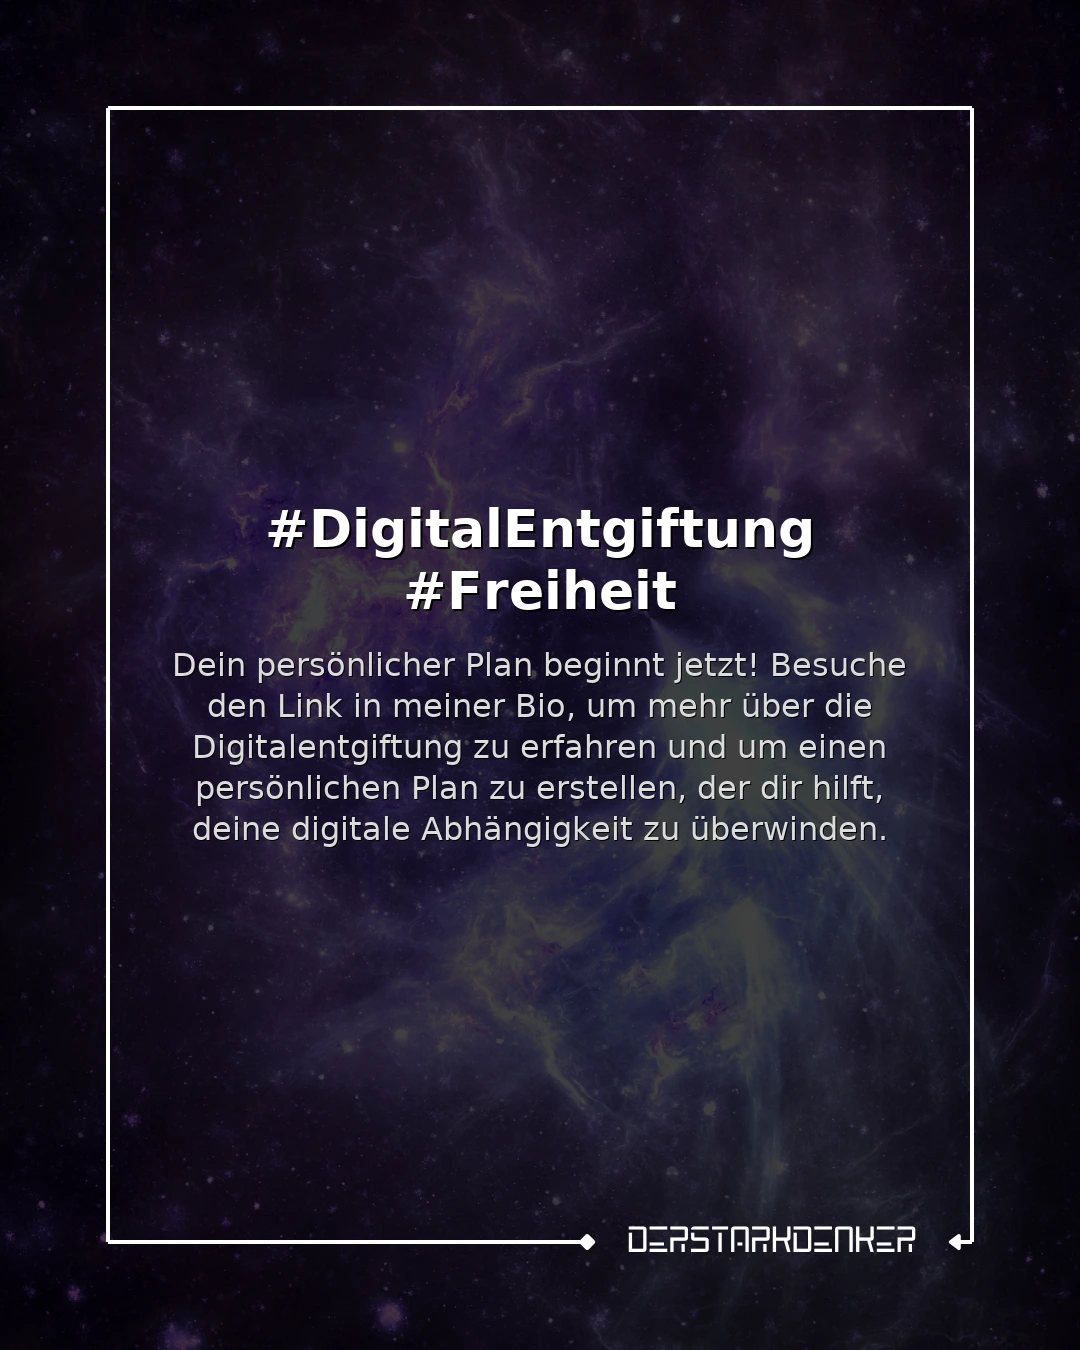 #DigitalEntgiftung
#Freiheit
Dein persönlicher Plan beginnt jetzt! Besuche
den Link in meiner Bio, um mehr über die
Digitalentgiftung zu erfahren und um einen
persönlichen Plan zu erstellen, der dir hilft,
deine digitale Abhängigkeit zu überwinden.
DERSTARKDENKER